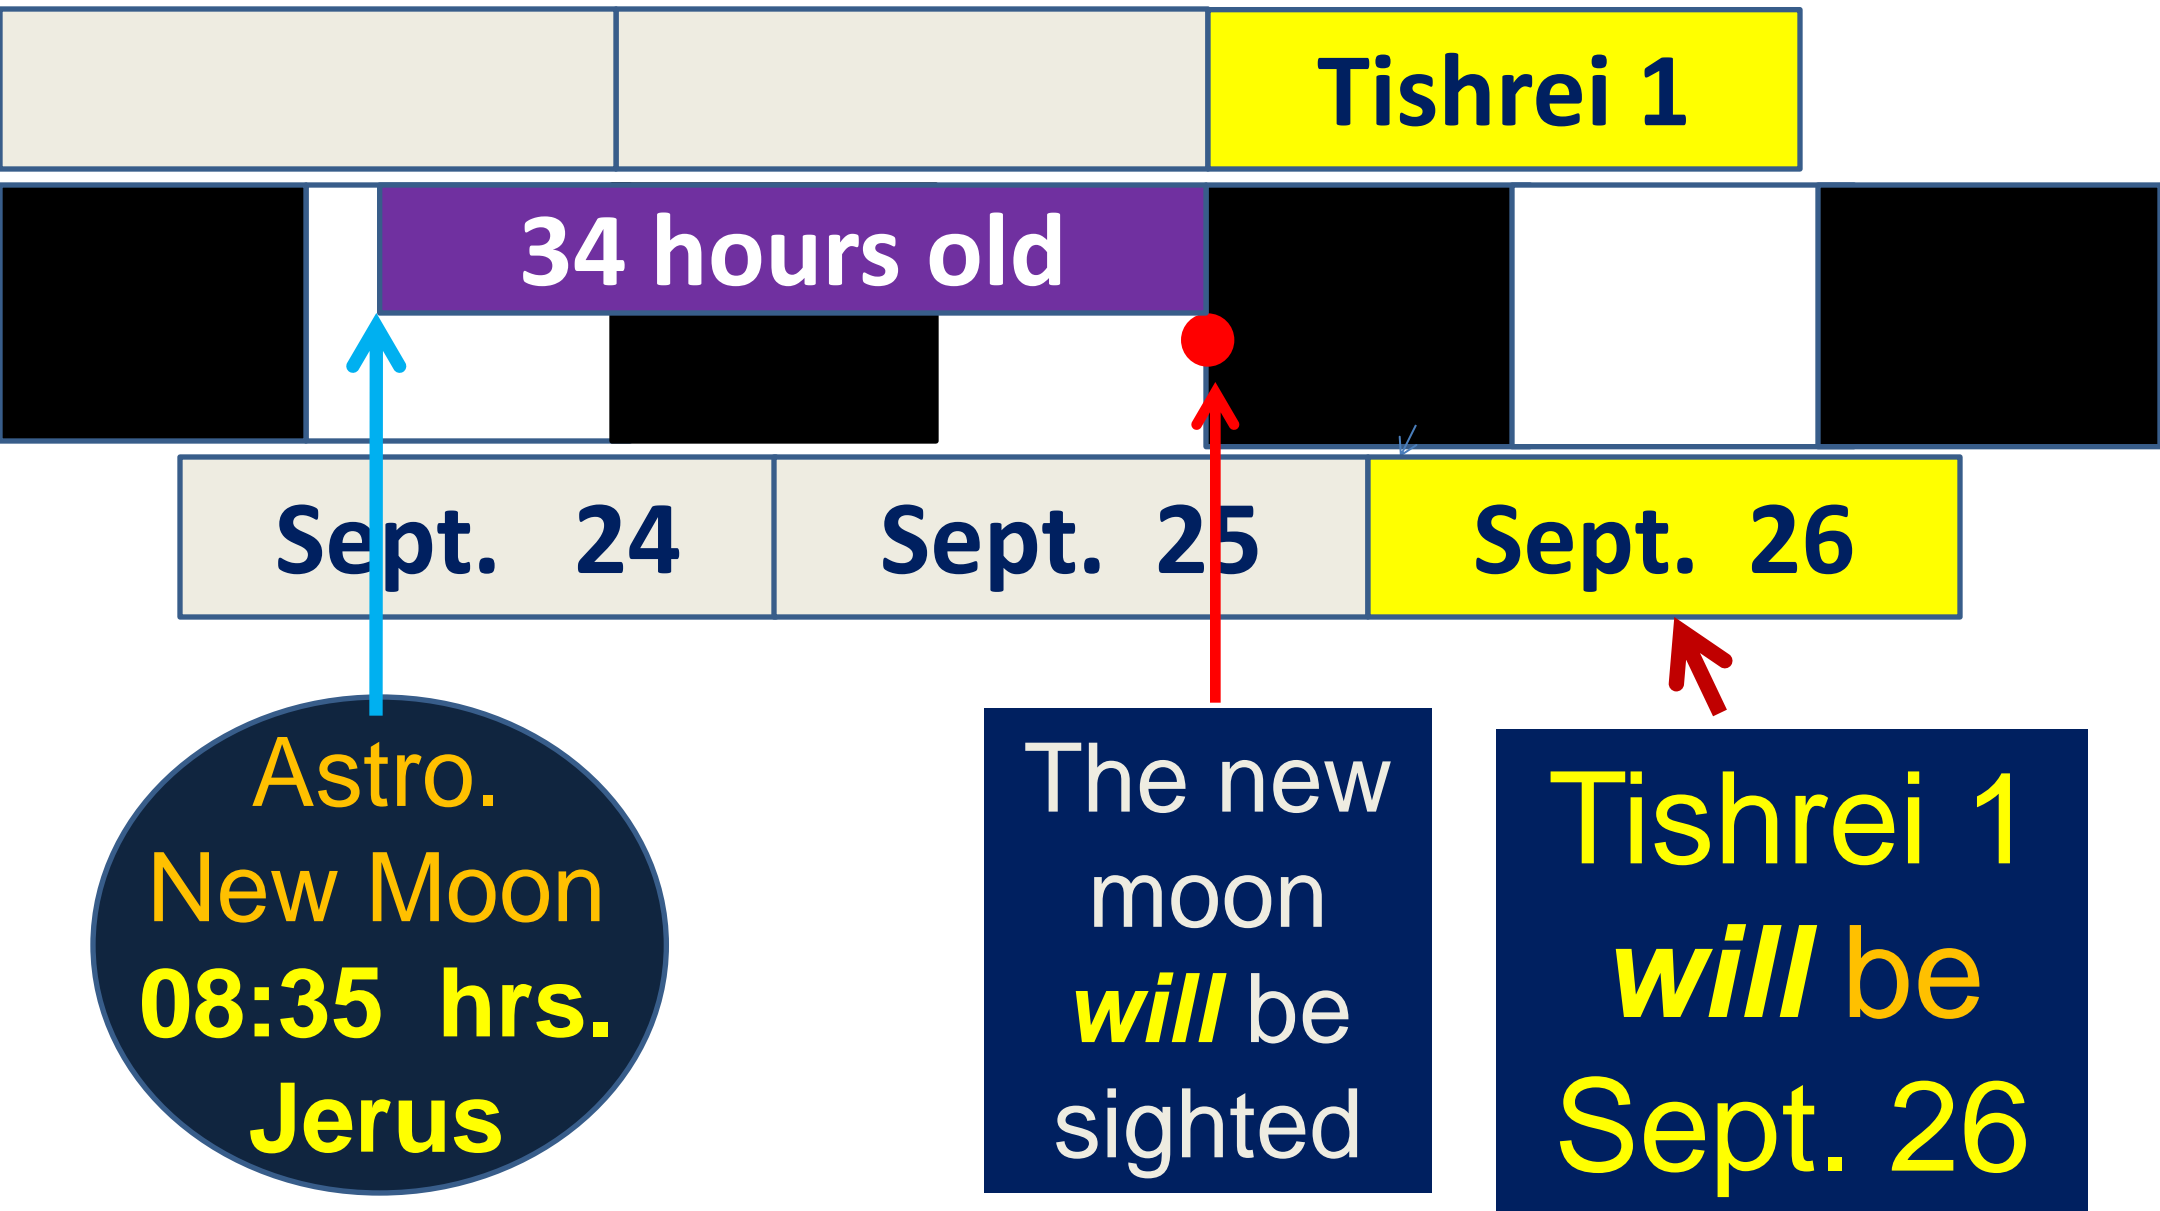 Tishrei 1
34 hours old
Sept. 24
Sept. 25
Sept. 26
Astro.
New Moon
08:35 hrs.
Jerus
The new
moon
will be
sighted
Tishrei 1
will be
Sept. 26